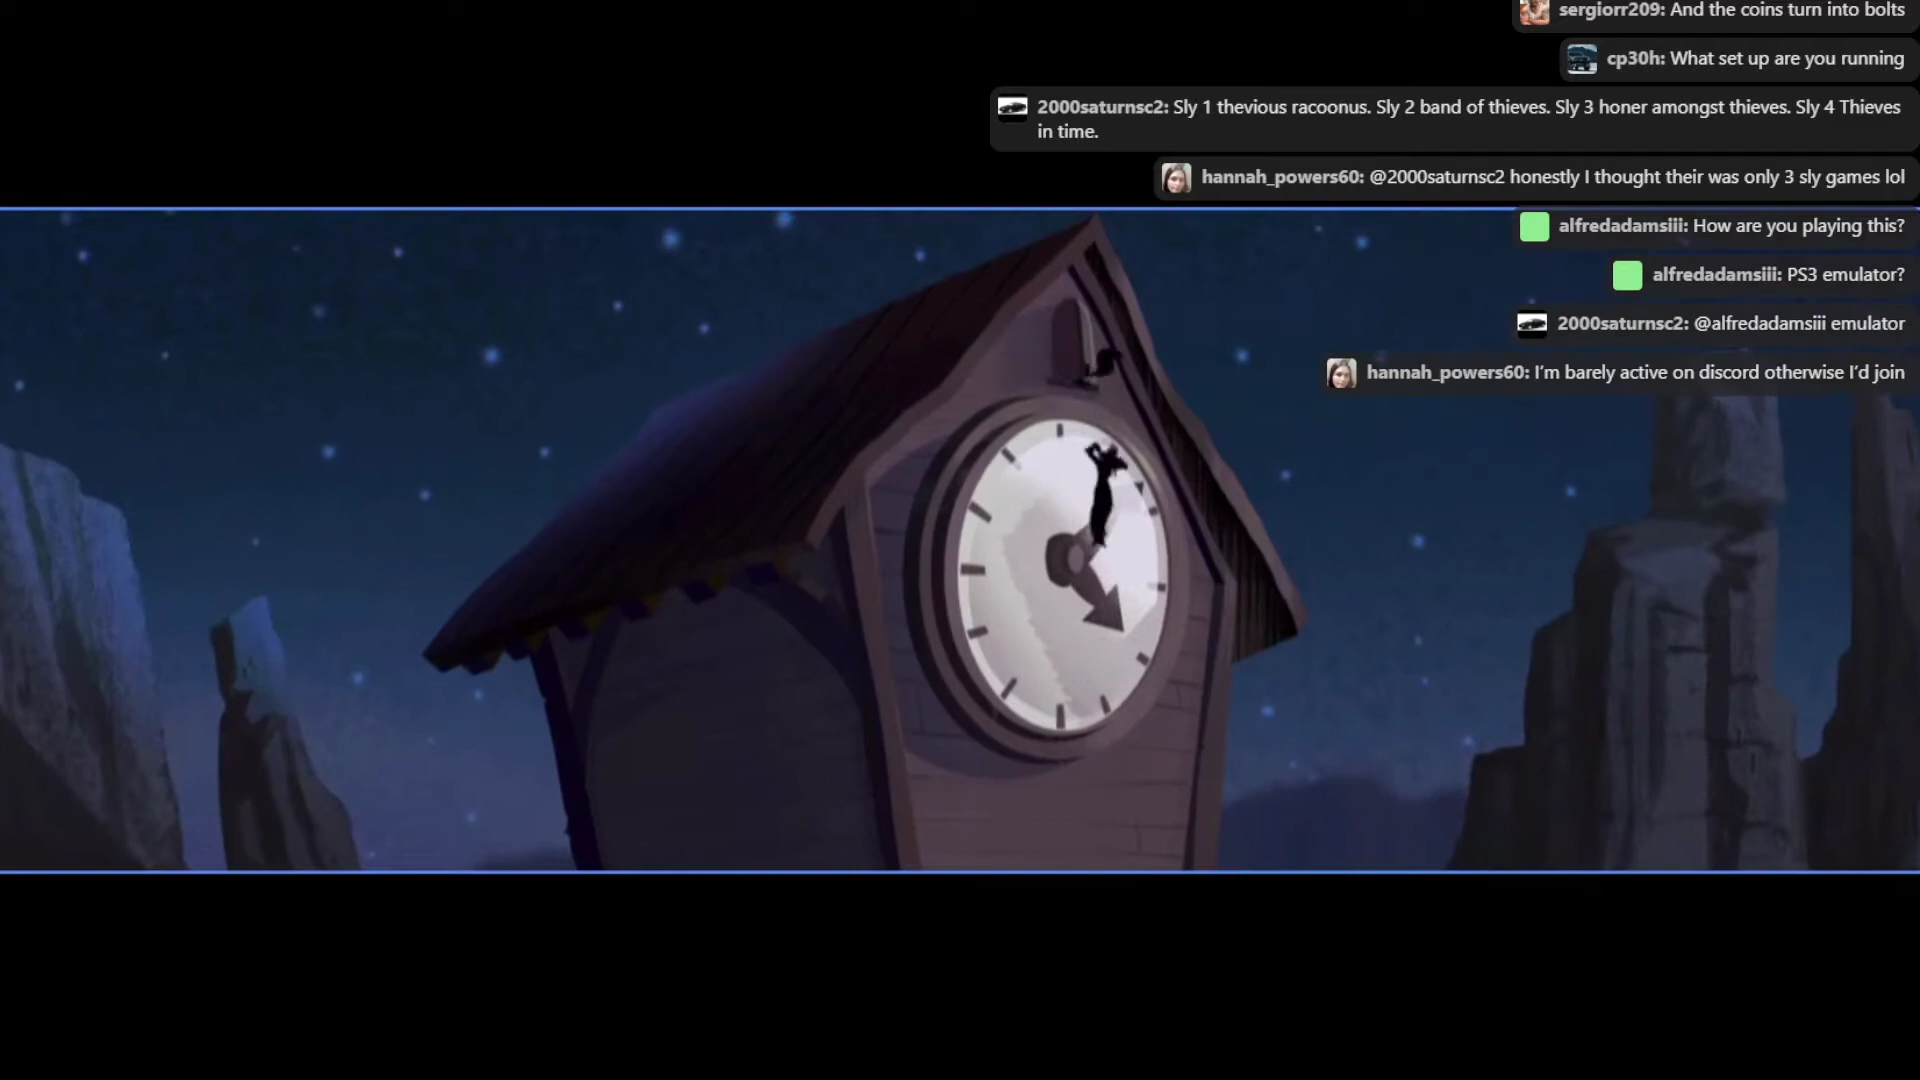 sergiorr209: And the coins turn into bolts
cp30h: What set up are you running
2000saturnsc2: Sly 1 thevious racoonus. Sly 2 band of thieves. Sly 3 honer amongst thieves. Sly 4 Thieves
in time.
hannah_powers60: @2000saturnsc2 honestly I thought their was only 3 sly games lol
alfredadamsiii: How are you playing this?
alfredadamsiii: PS3 emulator?
2000saturnsc2: @alfredadamsiii emulator
hannah_powers60: I’m barely active on discord otherwise I’d join